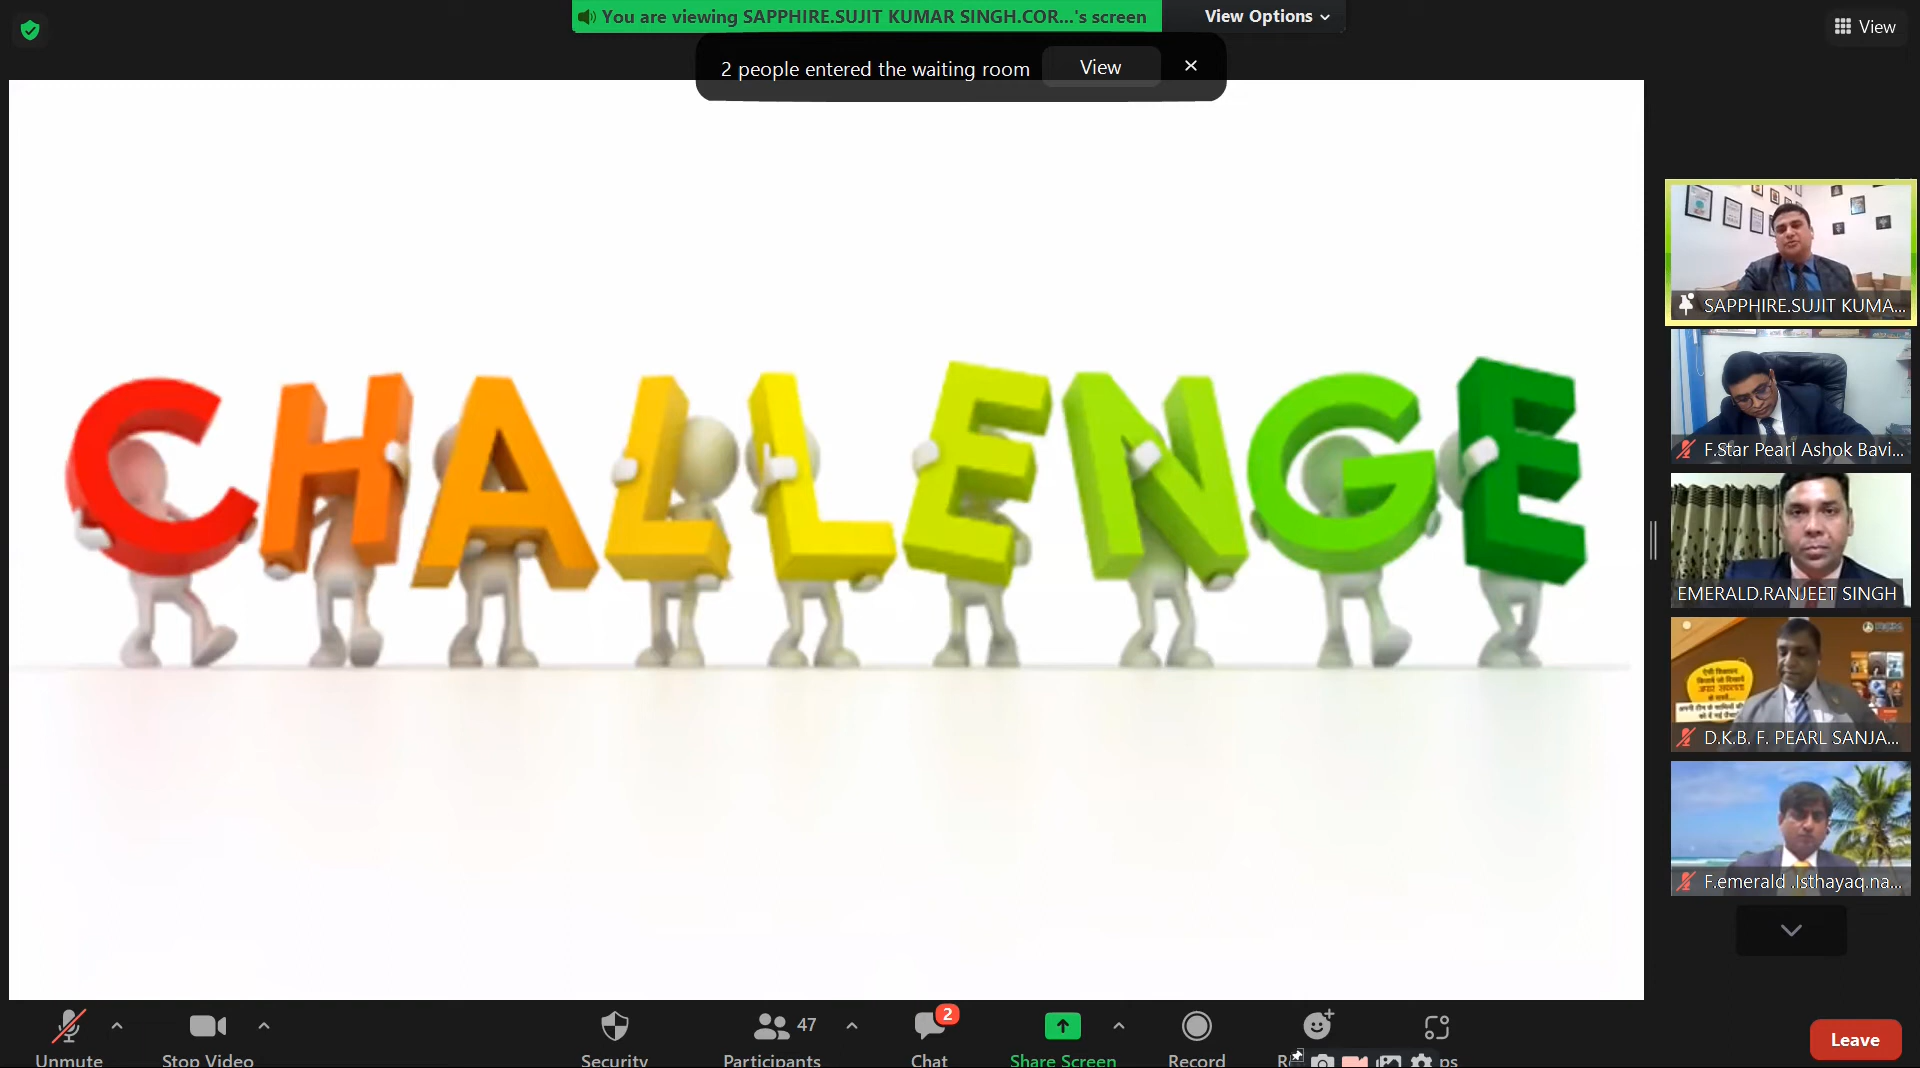 You are viewing SAPPHIRE.SUJIT KUMAR SINGH.COR...'s screen
View Options
View
2 people entered the waiting room
View
CHALLENGE
SAPPHIRE.SUJIT KUMA...
F.Star Pearl Ashok Bavi...
EMERALD.RANJEET SINGH
D.K.B. F. PEARL SANJA...
F.emerald .Isthayaq.na...
Unmute
Stop Video
Security
47
Participants
2
Chat
Share Screen
Record
ps
Leave